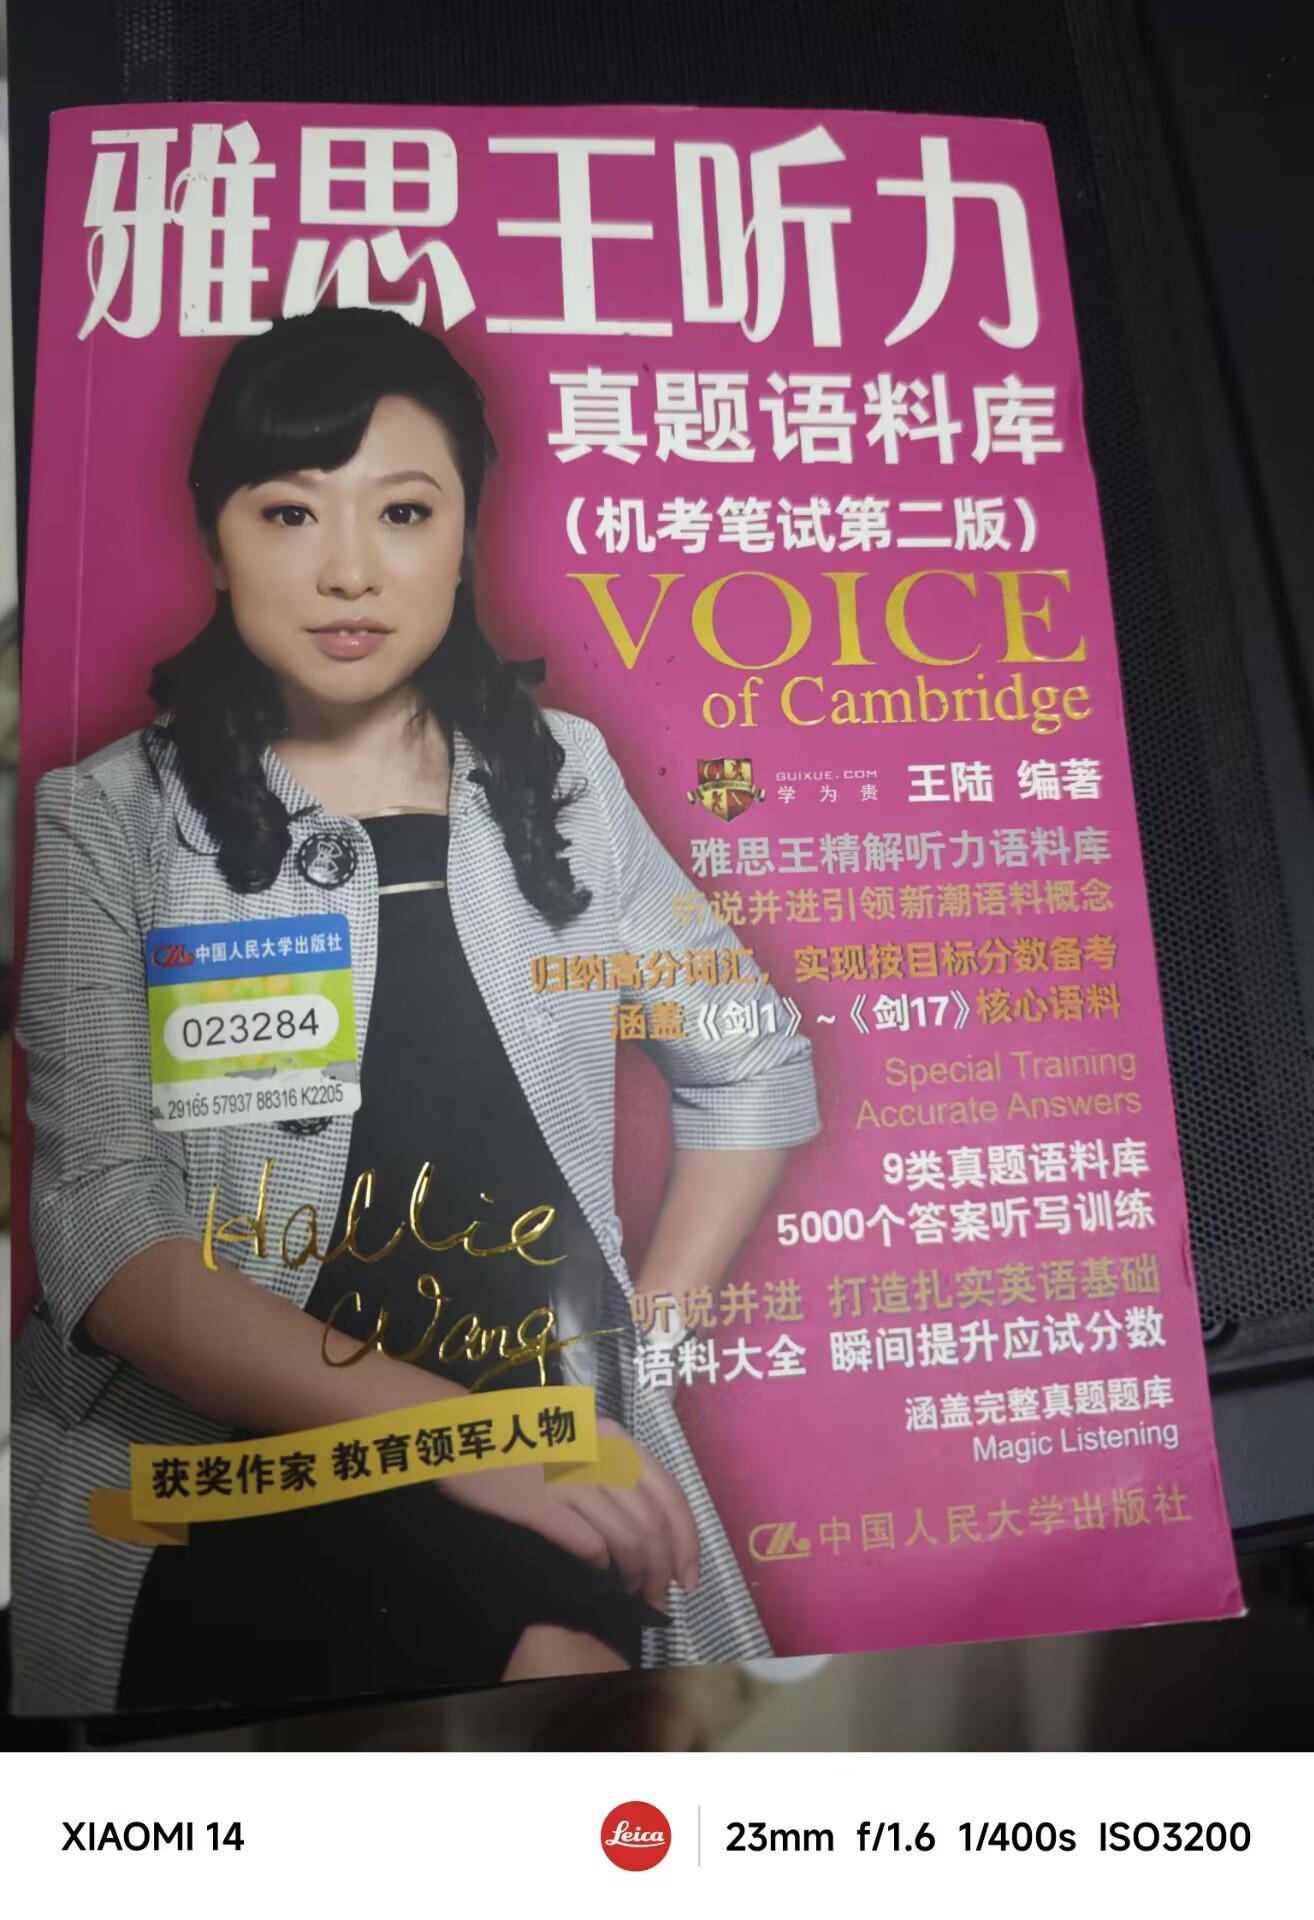 雅思王听力
真题语料库
（机考笔试第二版）
VOICE
of Cambridge
GUIXUE.COM
学为贵
王陆 编著
雅思王精解听力语料库
听说并进引领新潮语料概念
归纳高分词汇，实现按目标分数备考
涵盖《剑1》~《剑17》核心语料
中国人民大学出版社
023284
29165 57937 88316 K2205
Special Training
Accurate Answers
9类真题语料库
5000个答案听写训练
Hallie
Wang
听说并进 打造扎实英语基础
语料大全 瞬间提升应试分数
获奖作家 教育领军人物
涵盖完整真题题库
Magic Listening
中国人民大学出版社
XIAOMI 14
Leica
23mm f/1.6 1/400s ISO3200